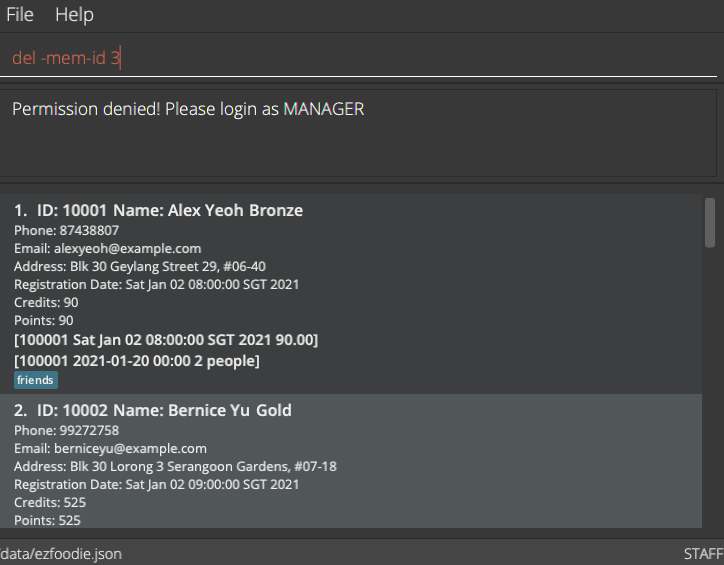 File Help
del -mem-id 3
Permission denied! Please login as MANAGER
1. ID: 10001 Name: Alex Yeoh Bronze
Phone: 87438807
Email: alexyeoh@example.com
Address: Blk 30 Geylang Street 29, #06-40
Registration Date: Sat Jan 02 08:00:00 SGT 2021
Credits: 90
Points: 90
[100001 Sat Jan 02 08:00:00 SGT 2021 90.00]
[100001 2021-01-20 00:00 2 people]
friends
2. ID: 10002 Name: Bernice Yu Gold
Phone: 99272758
Email: berniceyu@example.com
Address: Blk 30 Lorong 3 Serangoon Gardens, #07-18
Registration Date: Sat Jan 02 09:00:00 SGT 2021
Credits: 525
Points: 525
/data/ezfoodie.json STAFF